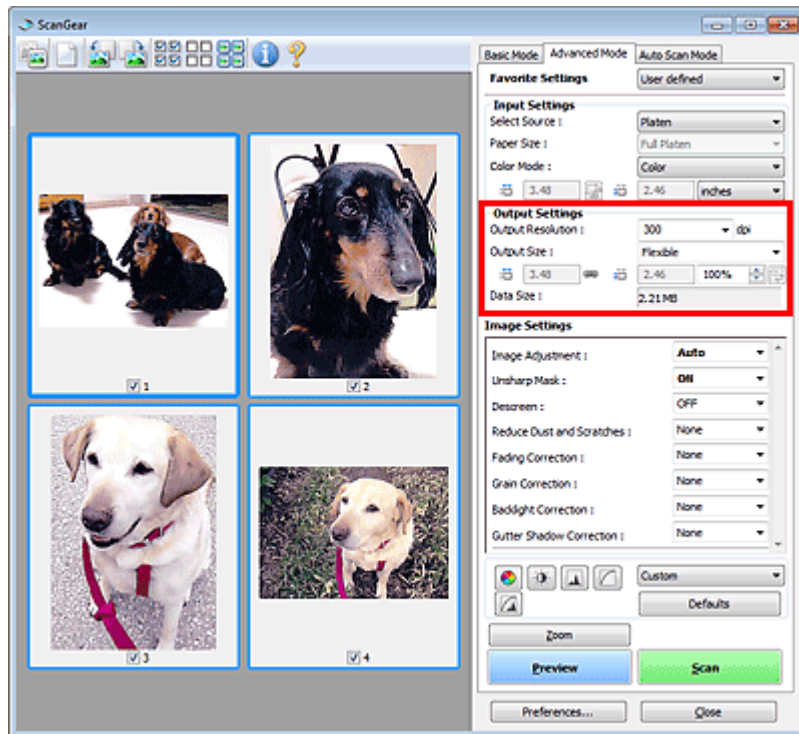 ScanGear
Basic Mode Advanced Mode Auto Scan Mode
Favorite Settings User defined
Input Settings
Select Source : Platen
Paper Size : Full Platen
Color Mode : Color
3.48 2.46 inches
Output Settings
Output Resolution : 300 dpi
Output Size : Flexible
3.48 2.46 100%
Data Size : 2.21 MB
Image Settings
Image Adjustment : Auto
Unsharp Mask : ON
Descreen : OFF
Reduce Dust and Scratches : None
Fading Correction : None
Grain Correction : None
Backlight Correction : None
Gutter Shadow Correction : None
Custom
Defaults
Zoom
Preview Scan
Preferences... Close
1
2
3
4